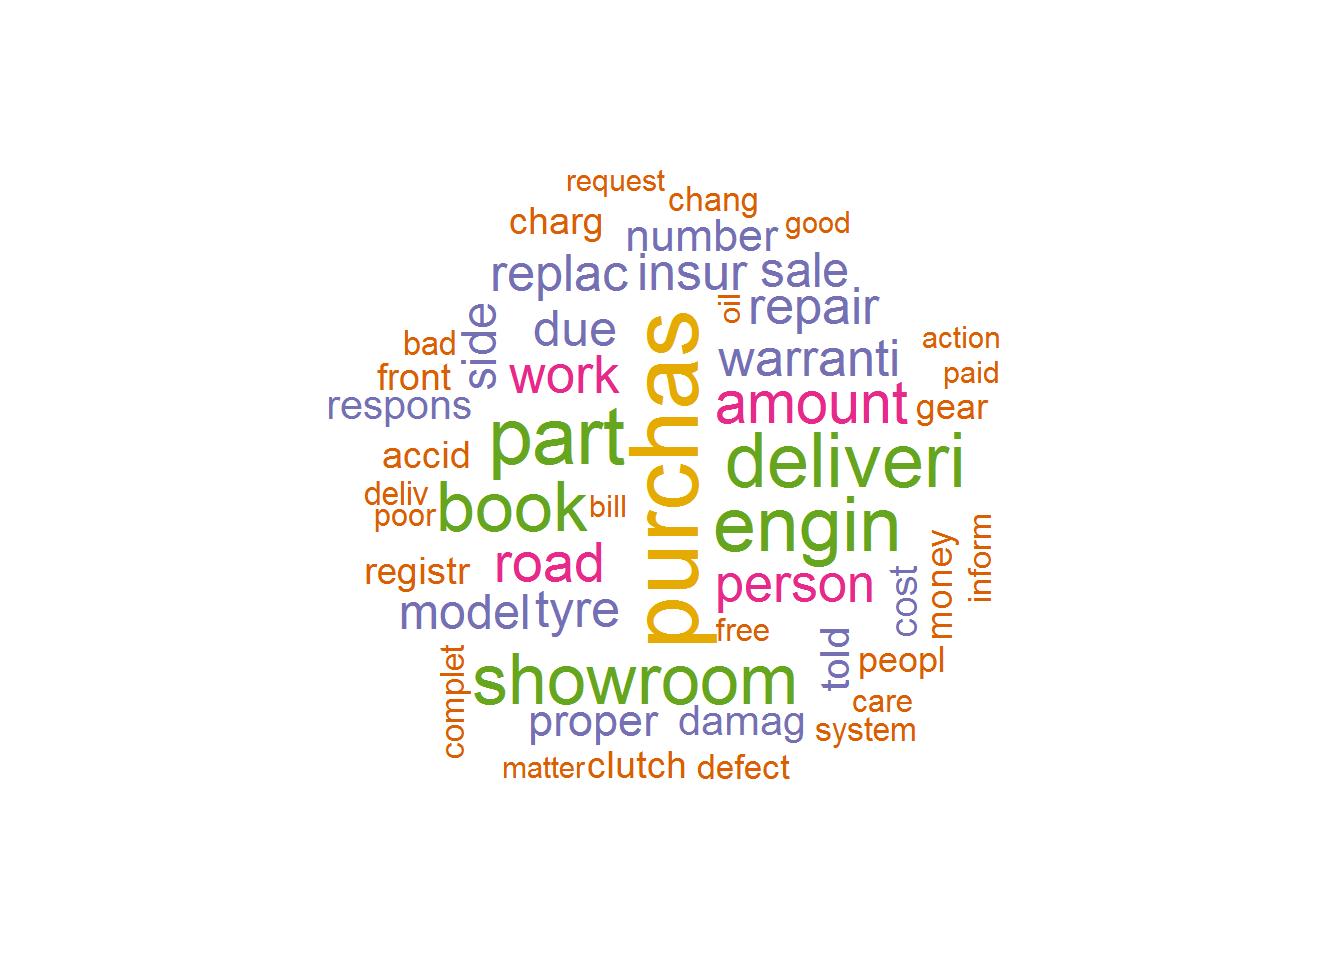 request
chang
charg
good
number
replac
insur
sale
oil
repair
side
due
purchas
bad
warranti
action
front
work
paid
respons
amount
gear
part
accid
deliveri
deliv
book
bill
poor
engin
registr
road
person
cost
money
inform
model
tyre
free
told
peopl
complet
showroom
care
proper
damag
system
matter
clutch
defect